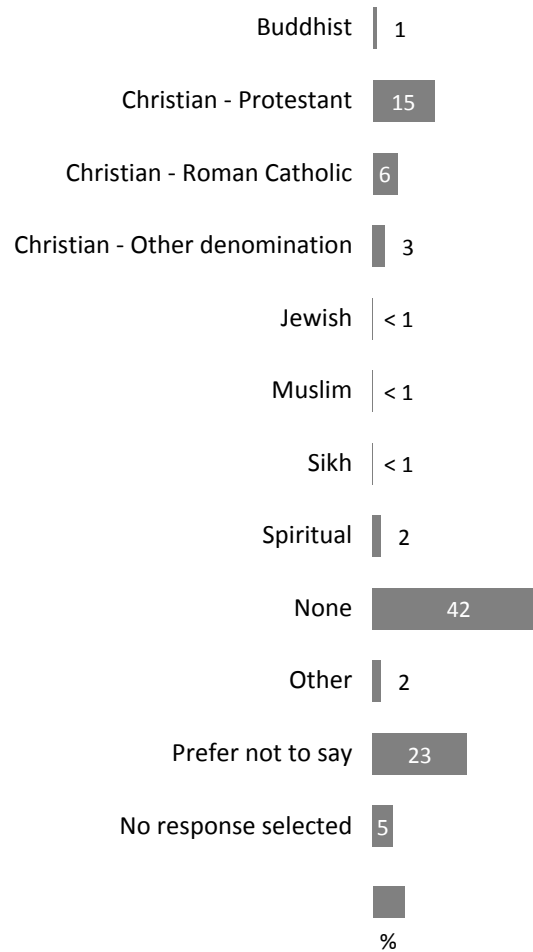 Buddhist 1
Christian - Protestant 15
Christian - Roman Catholic 6
Christian - Other denomination 3
Jewish < 1
Muslim < 1
Sikh < 1
Spiritual 2
None 42
Other 2
Prefer not to say 23
No response selected 5
%